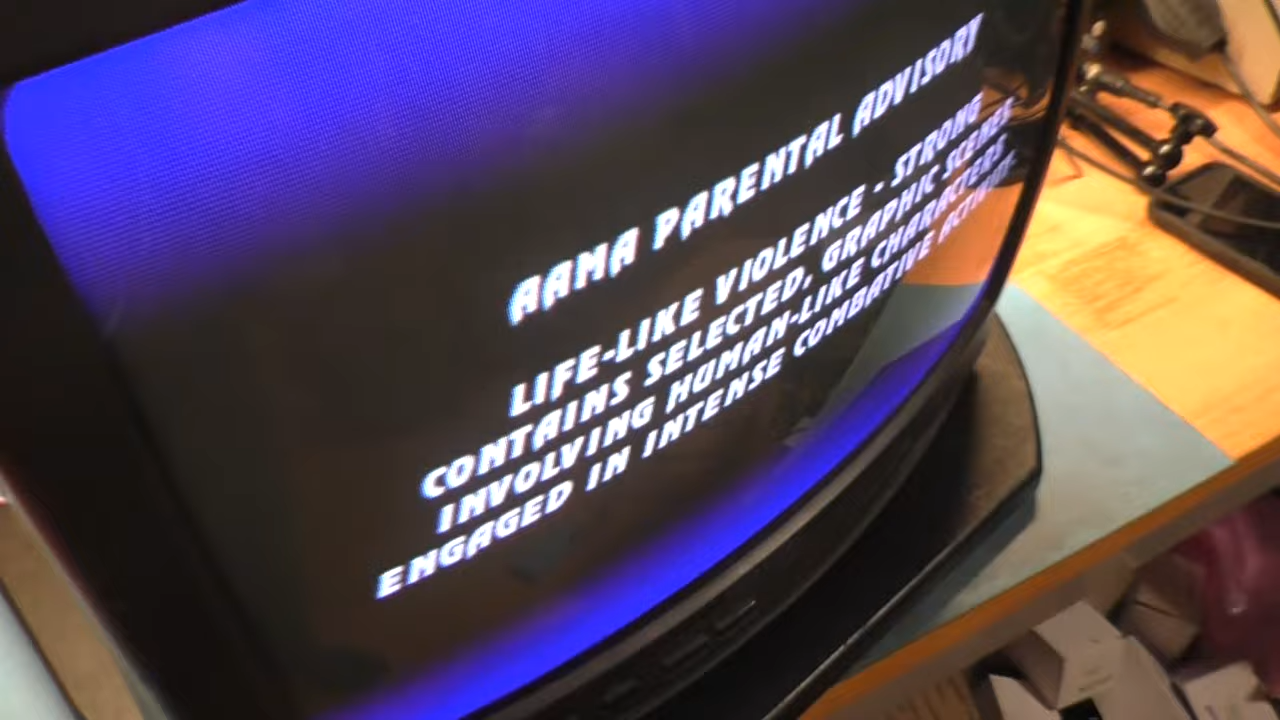 AAMA PARENTAL ADVISORY
LIFE-LIKE VIOLENCE - STRONG
CONTAINS SELECTED, GRAPHIC SCENES
INVOLVING HUMAN-LIKE CHARACTERS
ENGAGED IN INTENSE COMBATIVE